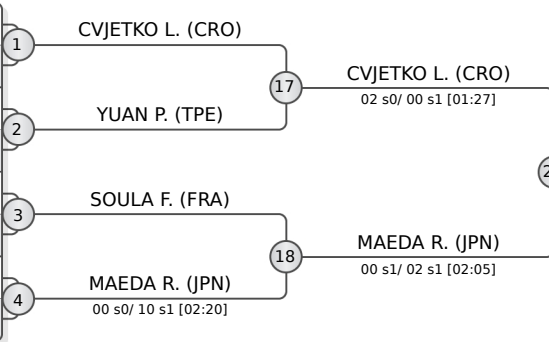 CVJETKO L. (CRO)
1
17
CVJETKO L. (CRO)
02 s0/ 00 s1 [01:27]
YUAN P. (TPE)
2
2
SOULA F. (FRA)
3
18
MAEDA R. (JPN)
00 s1/ 02 s1 [02:05]
MAEDA R. (JPN)
4
00 s0/ 10 s1 [02:20]